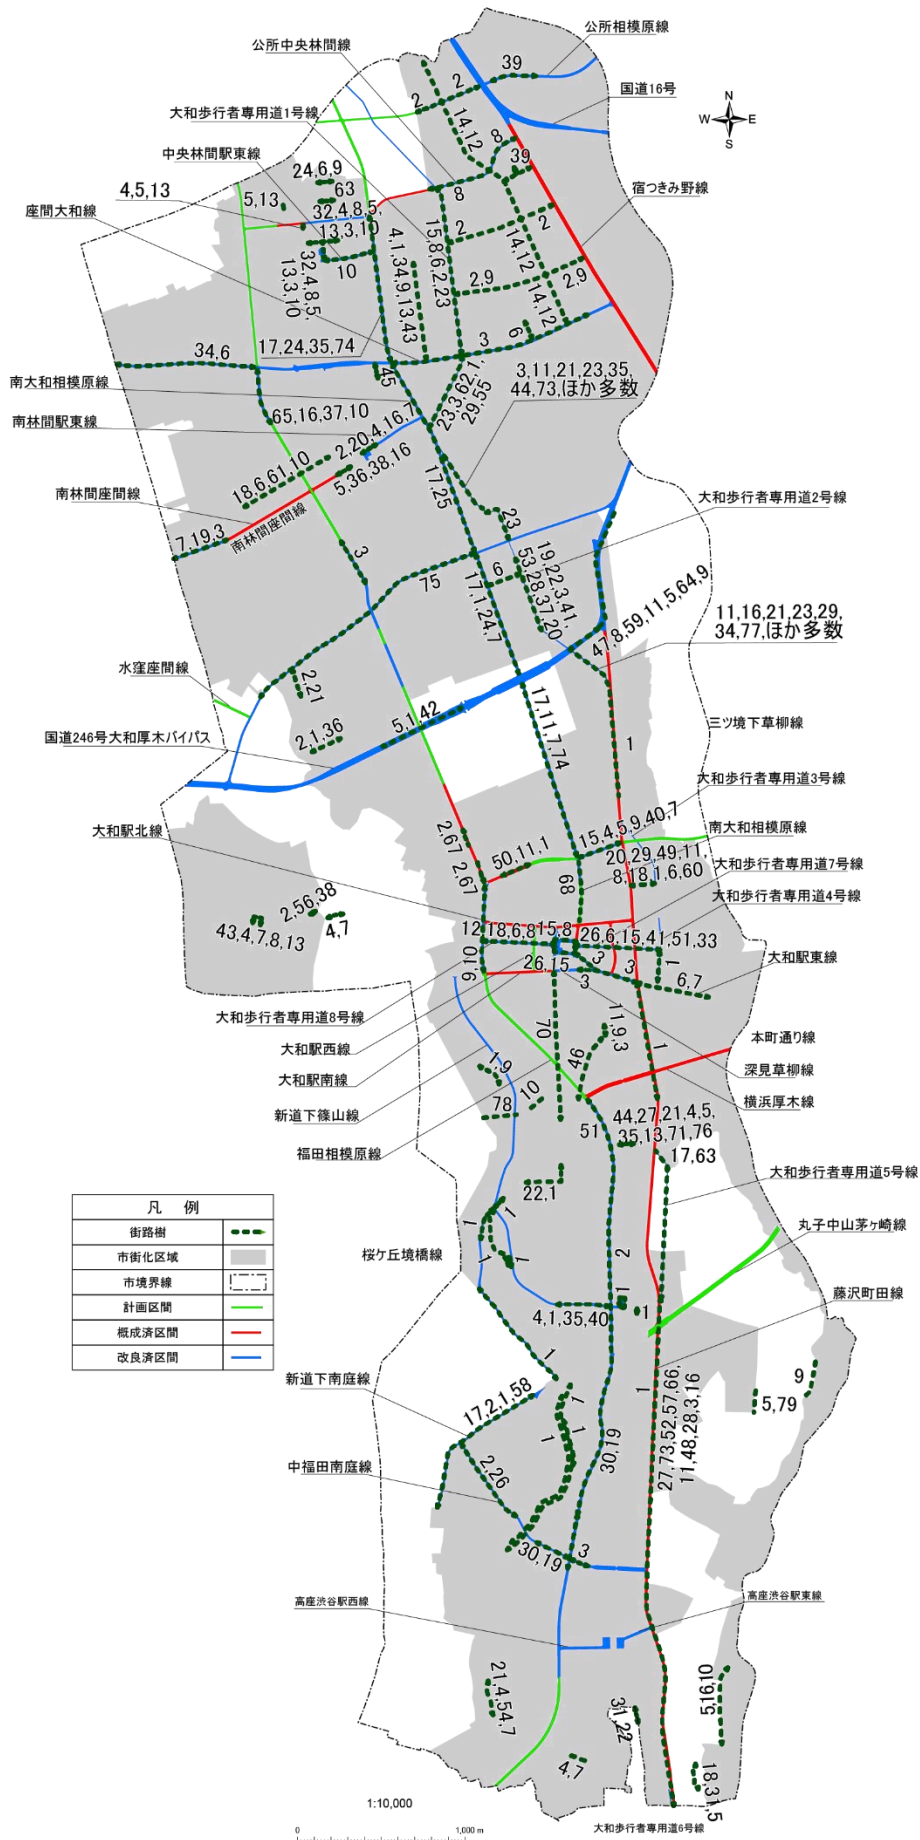 公所相模原線
公所中央林間線
39
国道16号
2
2
N
W
E
S
大和歩行者専用道1号線
14,12
8
中央林間駅東線
39
24,6,9
63
宿つきみ野線
4,5,13
5,13
32,4,8,5,
13,3,10
8
座間大和線
15,8,6,2,23
2
2
14,12
32,4,8,5,
13,3,10
10
4,1,34,9,13,43
2,9
2,9
14,12
17,24,35,74
34,6
3
6
45
3,11,21,23,35,
44,73,ほか多数
南大和相模原線
23,3,62,1,
29,55
65,16,37,10
南林間駅東線
2,20,4,16,7
18,6,61,10
5,36,38,16
17,25
南林間座間線
南林間座間線
7,19,3
23
大和歩行者専用道2号線
3
75
6
19,22,3,41,
53,28,37,20
17,1,24,7
47,8,59,11,5,64,9
11,16,21,23,29,
34,77,ほか多数
水窪座間線
2,21
2,1,36
5,1,42
17,11,7,74
三ツ境下草柳線
国道246号大和厚木バイパス
1
大和歩行者専用道3号線
大和駅北線
2,67
2,67
50,11,1
15,4,5,9,40,7
南大和相模原線
20,29,49,11,
8,18,1,6,60
68
大和歩行者専用道7号線
大和歩行者専用道4号線
2,56,38
43,4,7,8,13
4,7
12
18,6,8
15,8
26,6,15,41,51,33
9,10
26,15
3
3
3
1
6,7
大和駅東線
大和歩行者専用道8号線
70
11,9,3
46
1
本町通り線
大和駅西線
深見草柳線
大和駅南線
1,9
横浜厚木線
新道下篠山線
78
10
51
44,27,21,4,5,
35,13,71,76
福田相模原線
17,63
大和歩行者専用道5号線
22,1
丸子中山茅ヶ崎線
凡 例
街路樹
市街化区域
市境界線
計画区間
概成済区間
改良済区間
桜ケ丘境橋線
1
1
1
1
2
1
1
4,1,35,40
藤沢町田線
1
新道下南庭線
1
9
5,79
17,2,1,58
1
1
1
27,73,52,57,66,
11,48,28,3,16
30,19
中福田南庭線
2,26
30,19
3
高座渋谷駅西線
高座渋谷駅東線
21,4,54,7
31,22
5,16,10
4,7
18,31,5
1:10,000
0
1,000 m
大和歩行者専用道6号線